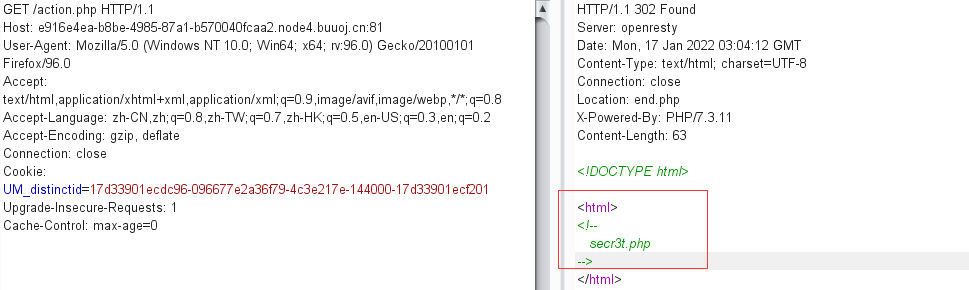 GET /action.php HTTP/1.1
Host: e916e4ea-b8be-4985-87a1-b570040fcaa2.node4.buuoj.cn:81
User-Agent: Mozilla/5.0 (Windows NT 10.0; Win64; x64; rv:96.0) Gecko/20100101
Firefox/96.0
Accept:
text/html,application/xhtml+xml,application/xml;q=0.9,image/avif,image/webp,*/*;q=0.8
Accept-Language: zh-CN,zh;q=0.8,zh-TW;q=0.7,zh-HK;q=0.5,en-US;q=0.3,en;q=0.2
Accept-Encoding: gzip, deflate
Connection: close
Cookie:
UM_distinctid=17d33901ecdc96-096677e2a36f79-4c3e217e-144000-17d33901ecf201
Upgrade-Insecure-Requests: 1
Cache-Control: max-age=0
HTTP/1.1 302 Found
Server: openresty
Date: Mon, 17 Jan 2022 03:04:12 GMT
Content-Type: text/html; charset=UTF-8
Connection: close
Location: end.php
X-Powered-By: PHP/7.3.11
Content-Length: 63
<!DOCTYPE html>
<html>
<!--
secr3t.php
-->
</html>